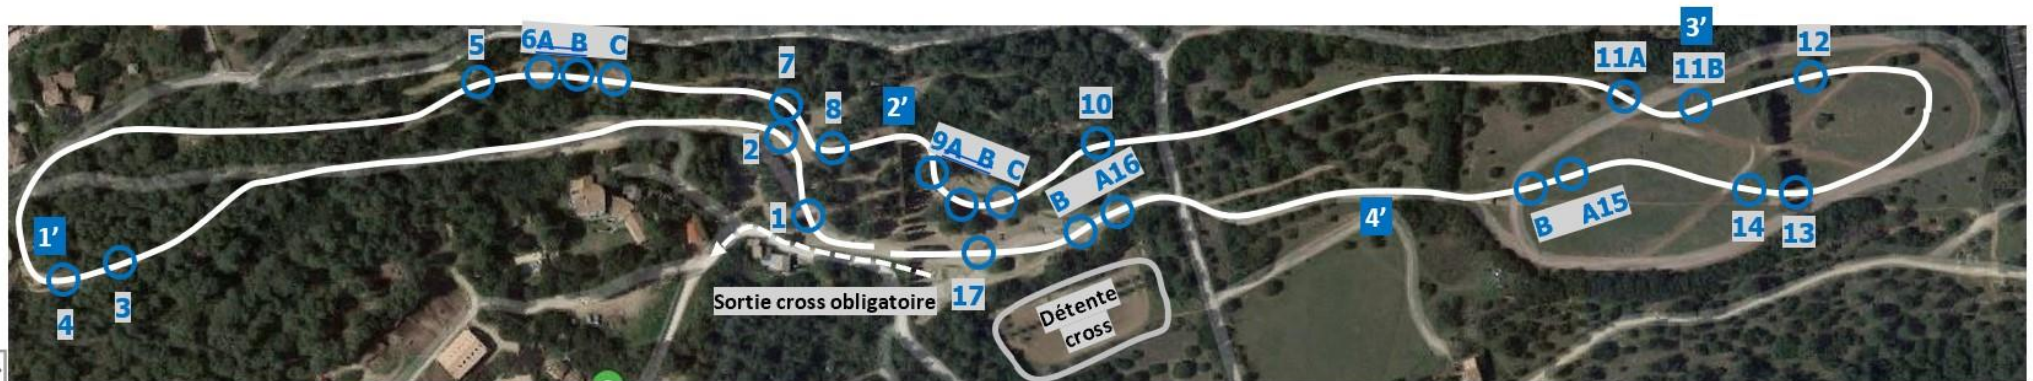 5
6A B C
7
8
2'
2
9A B C
10
B A16
1
1'
4
3
Sortie cross obligatoire
17
Détente
cross
4'
11A
3'
11B
12
B A15
14
13